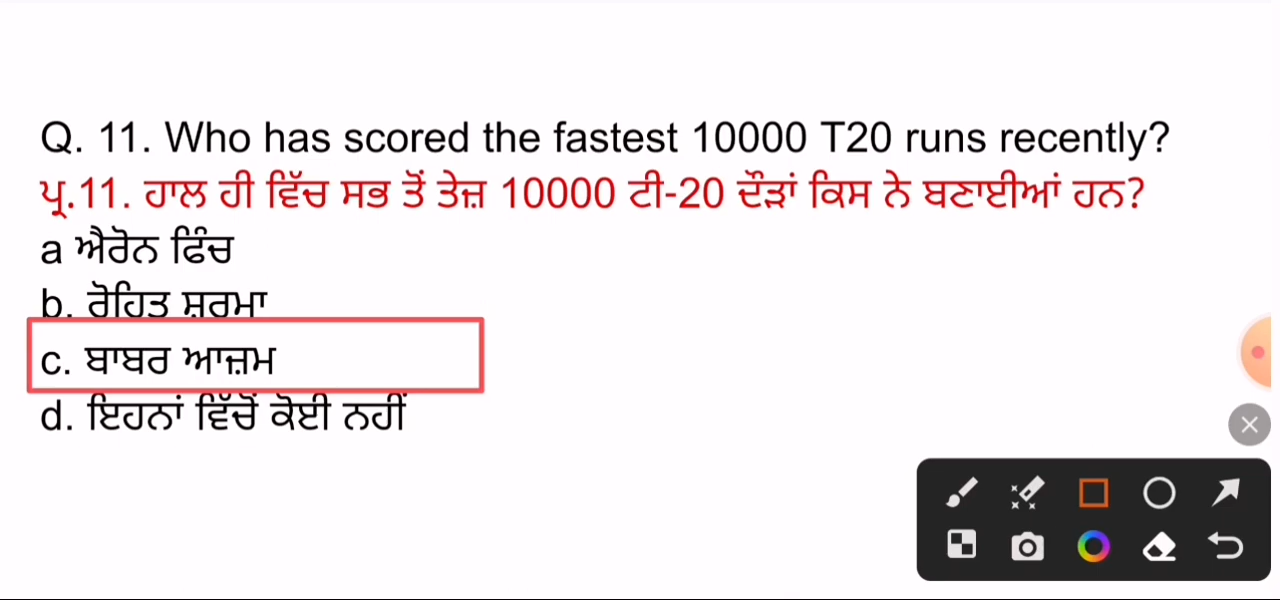 Q. 11. Who has scored the fastest 10000 T20 runs recently?
ਪ੍ਰ.11. ਹਾਲ ਹੀ ਵਿੱਚ ਸਭ ਤੋਂ ਤੇਜ਼ 10000 ਟੀ-20 ਦੌੜਾਂ ਕਿਸ ਨੇ ਬਣਾਈਆਂ ਹਨ?
a ਐਰੋਨ ਫਿੰਚ
b. ਰੋਹਿਤ ਸ਼ਰਮਾ
c. ਬਾਬਰ ਆਜ਼ਮ
d. ਇਹਨਾਂ ਵਿੱਚੋਂ ਕੋਈ ਨਹੀਂ